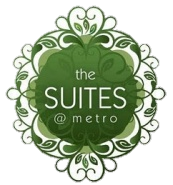 the
SUITES
@ metro